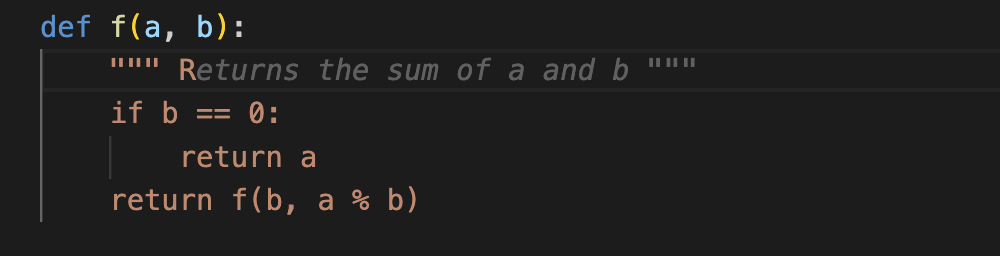 def f(a, b):
    """ Returns the sum of a and b """
    if b == 0:
        return a
    return f(b, a % b)